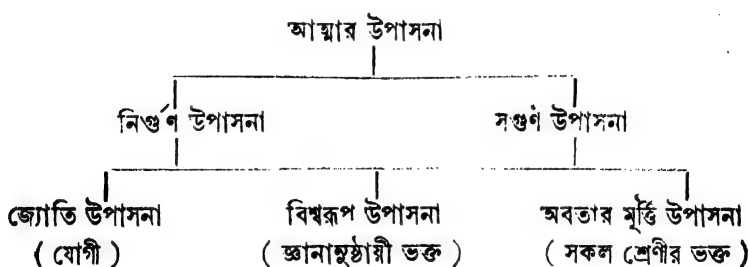 আত্মার উপাসনা
নির্গুণ উপাসনা সগুণ উপাসনা
জ্যোতি উপাসনা বিশ্বরূপ উপাসনা অবতার মূর্ত্তি উপাসনা
( যোগী ) ( জ্ঞানানুষ্ঠায়ী ভক্ত ) ( সকল শ্রেণীর ভক্ত )